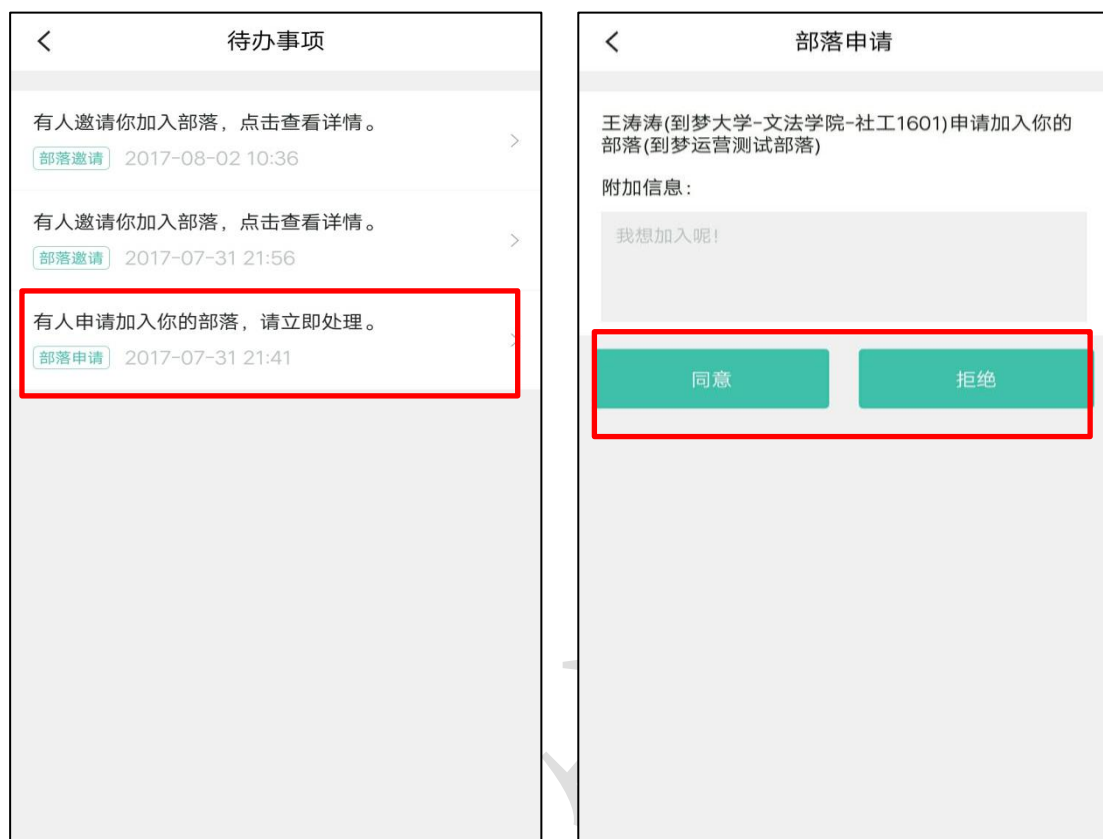 待办事项
有人邀请你加入部落，点击查看详情。
部落邀请 2017-08-02 10:36
有人邀请你加入部落，点击查看详情。
部落邀请 2017-07-31 21:56
有人申请加入你的部落，请立即处理。
部落申请 2017-07-31 21:41
部落申请
王涛涛(到梦大学-文法学院-社工1601)申请加入你的
部落(到梦运营测试部落)
附加信息：
我想加入呢！
同意 拒绝